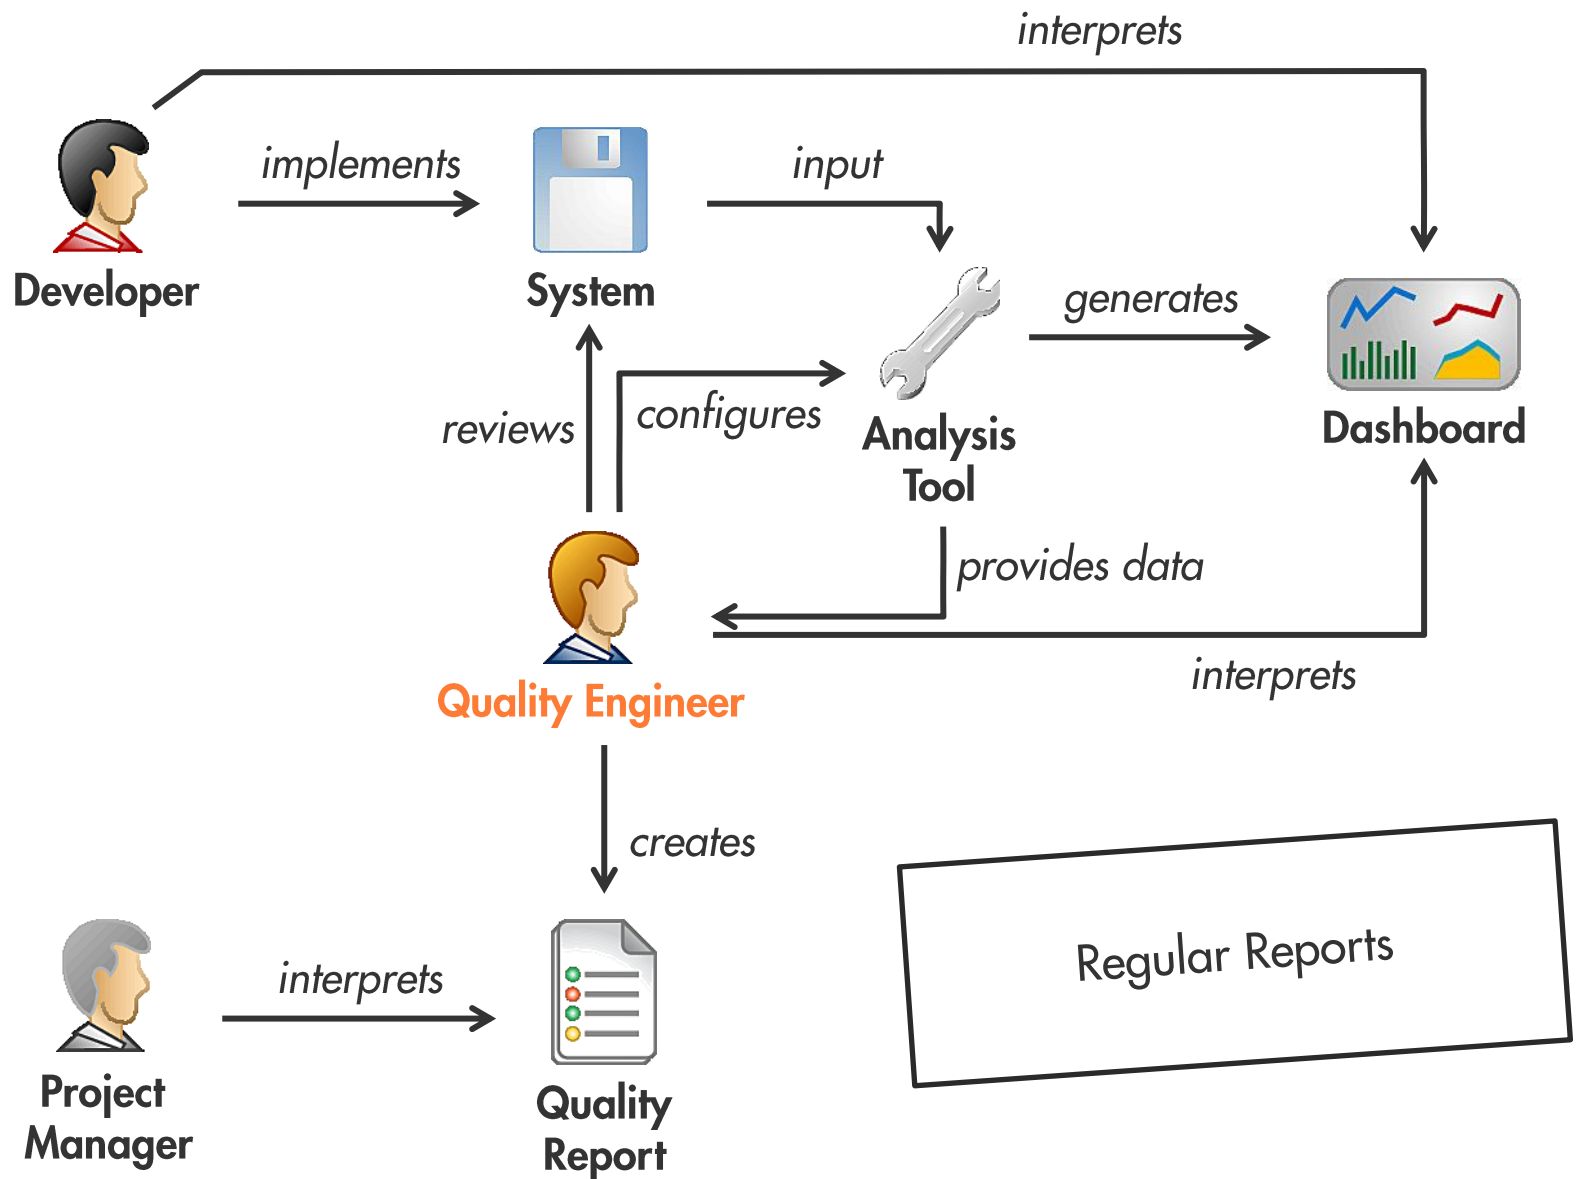 interprets
implements
input
Developer
System
generates
reviews
configures
Analysis
Tool
Dashboard
provides data
interprets
Quality Engineer
creates
Regular Reports
interprets
Project
Manager
Quality
Report